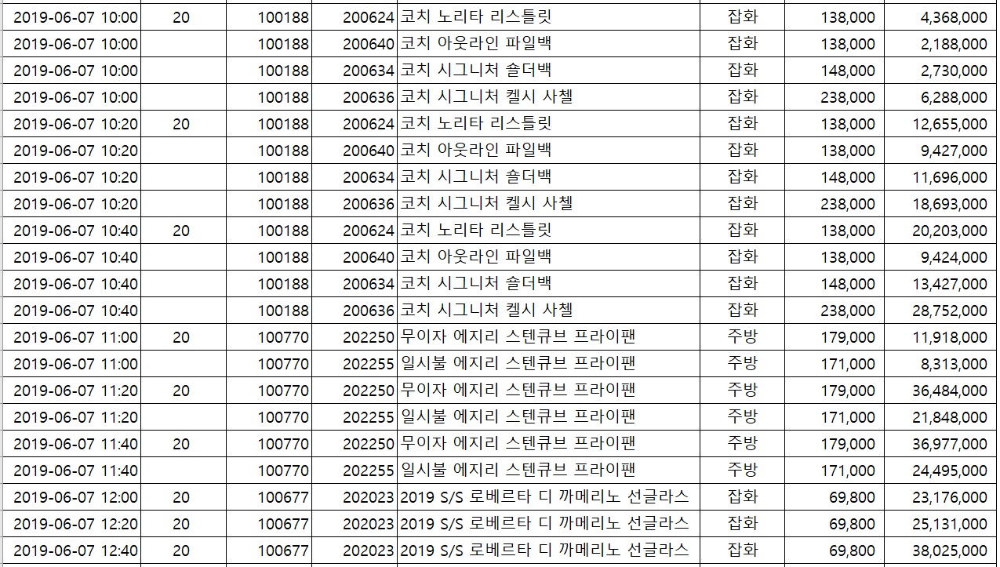 2019-06-07 10:00 20 100188 200624 코치 노리타 리스틀릿 잡화 138,000 4,368,000
2019-06-07 10:00 100188 200640 코치 아웃라인 파일백 잡화 138,000 2,188,000
2019-06-07 10:00 100188 200634 코치 시그니처 숄더백 잡화 148,000 2,730,000
2019-06-07 10:00 100188 200636 코치 시그니처 켈시 사첼 잡화 238,000 6,288,000
2019-06-07 10:20 20 100188 200624 코치 노리타 리스틀릿 잡화 138,000 12,655,000
2019-06-07 10:20 100188 200640 코치 아웃라인 파일백 잡화 138,000 9,427,000
2019-06-07 10:20 100188 200634 코치 시그니처 숄더백 잡화 148,000 11,696,000
2019-06-07 10:20 100188 200636 코치 시그니처 켈시 사첼 잡화 238,000 18,693,000
2019-06-07 10:40 20 100188 200624 코치 노리타 리스틀릿 잡화 138,000 20,203,000
2019-06-07 10:40 100188 200640 코치 아웃라인 파일백 잡화 138,000 9,424,000
2019-06-07 10:40 100188 200634 코치 시그니처 숄더백 잡화 148,000 13,427,000
2019-06-07 10:40 100188 200636 코치 시그니처 켈시 사첼 잡화 238,000 28,752,000
2019-06-07 11:00 20 100770 202250 무이자 에지리 스텐큐브 프라이팬 주방 179,000 11,918,000
2019-06-07 11:00 100770 202255 일시불 에지리 스텐큐브 프라이팬 주방 171,000 8,313,000
2019-06-07 11:20 20 100770 202250 무이자 에지리 스텐큐브 프라이팬 주방 179,000 36,484,000
2019-06-07 11:20 100770 202255 일시불 에지리 스텐큐브 프라이팬 주방 171,000 21,848,000
2019-06-07 11:40 20 100770 202250 무이자 에지리 스텐큐브 프라이팬 주방 179,000 36,977,000
2019-06-07 11:40 100770 202255 일시불 에지리 스텐큐브 프라이팬 주방 171,000 24,495,000
2019-06-07 12:00 20 100677 202023 2019 S/S 로베르타 디 까메리노 선글라스 잡화 69,800 23,176,000
2019-06-07 12:20 20 100677 202023 2019 S/S 로베르타 디 까메리노 선글라스 잡화 69,800 25,131,000
2019-06-07 12:40 20 100677 202023 2019 S/S 로베르타 디 까메리노 선글라스 잡화 69,800 38,025,000